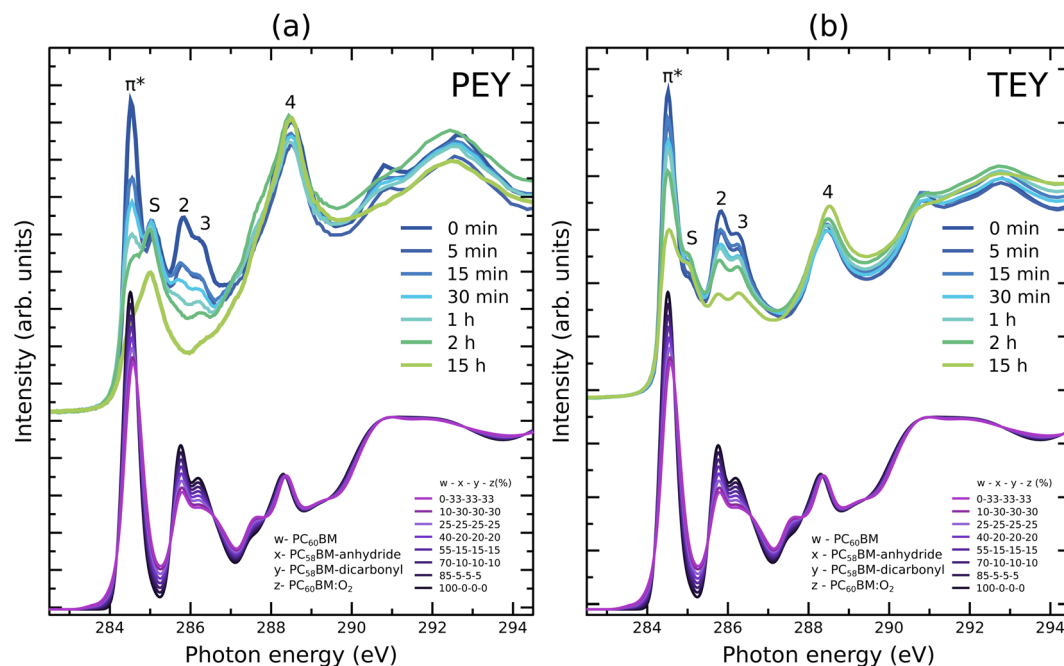 (a)
PEY
π*
S
2
3
4
0 min
5 min
15 min
30 min
1 h
2 h
15 h
w - x - y - z(%)
0-33-33-33
10-30-30-30
25-25-25-25
40-20-20-20
55-15-15-15
70-10-10-10
85-5-5-5
100-0-0-0
w- PC₆₀BM
x- PC₅₈BM-anhydride
y- PC₅₈BM-dicarbonyl
z- PC₆₀BM:O₂
Intensity (arb. units)
284 286 288 290 292 294
Photon energy (eV)
(b)
TEY
π*
S
2
3
4
0 min
5 min
15 min
30 min
1 h
2 h
15 h
w - x - y - z(%)
0-33-33-33
10-30-30-30
25-25-25-25
40-20-20-20
55-15-15-15
70-10-10-10
85-5-5-5
100-0-0-0
w - PC₆₀BM
x - PC₅₈BM-anhydride
y - PC₅₈BM-dicarbonyl
z - PC₆₀BM:O₂
Intensity (arb. units)
284 286 288 290 292 294
Photon energy (eV)